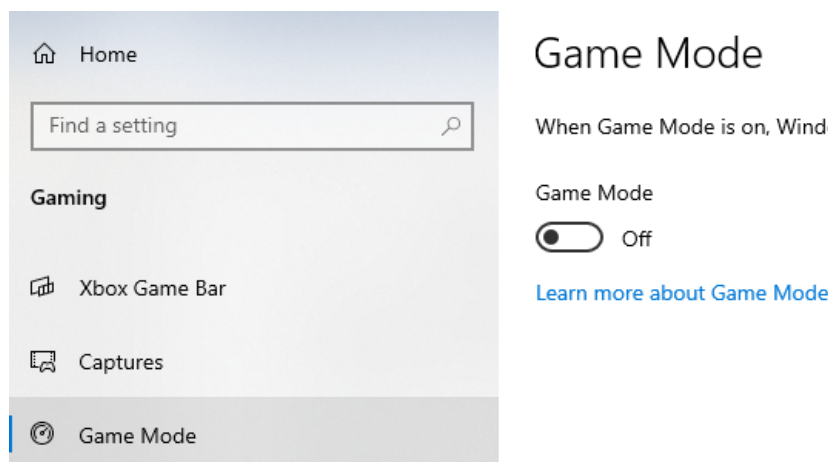 Home
Find a setting
Gaming
Xbox Game Bar
Captures
Game Mode
Game Mode
When Game Mode is on,
Game Mode
Off
Learn more about Game Mode